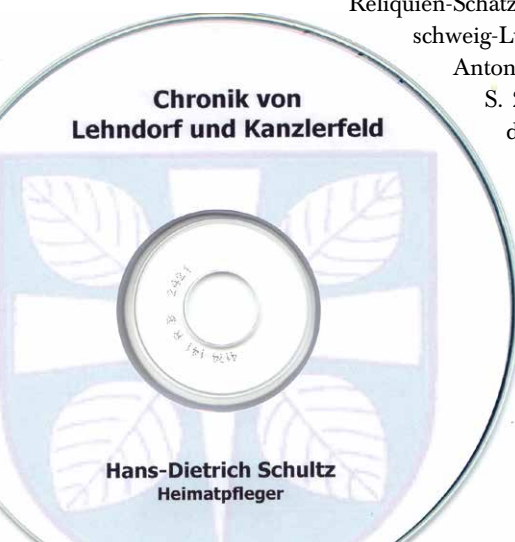 Reliquien-Schatz
schweig-L
Anton
S.
d
Chronik von
Lehndorf und Kanzlerfeld
Hans-Dietrich Schultz
Heimatpfleger